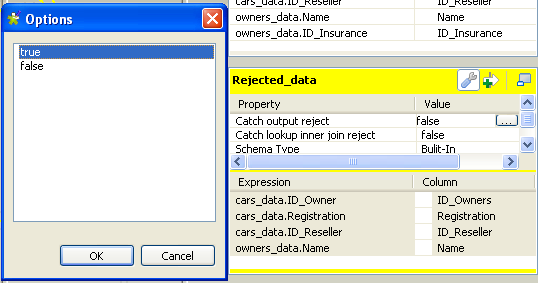 Options
true
false
OK Cancel
cars_data.ID_Reseller ID_Reseller
owners_data.Name Name
owners_data.ID_Insurance ID_Insurance
Rejected_data
Property Value
Catch output reject false ...
Catch lookup inner join reject false
Schema Type Bulit-In
Expression Column
cars_data.ID_Owner ID_Owners
cars_data.Registration Registration
cars_data.ID_Reseller ID_Reseller
owners_data.Name Name